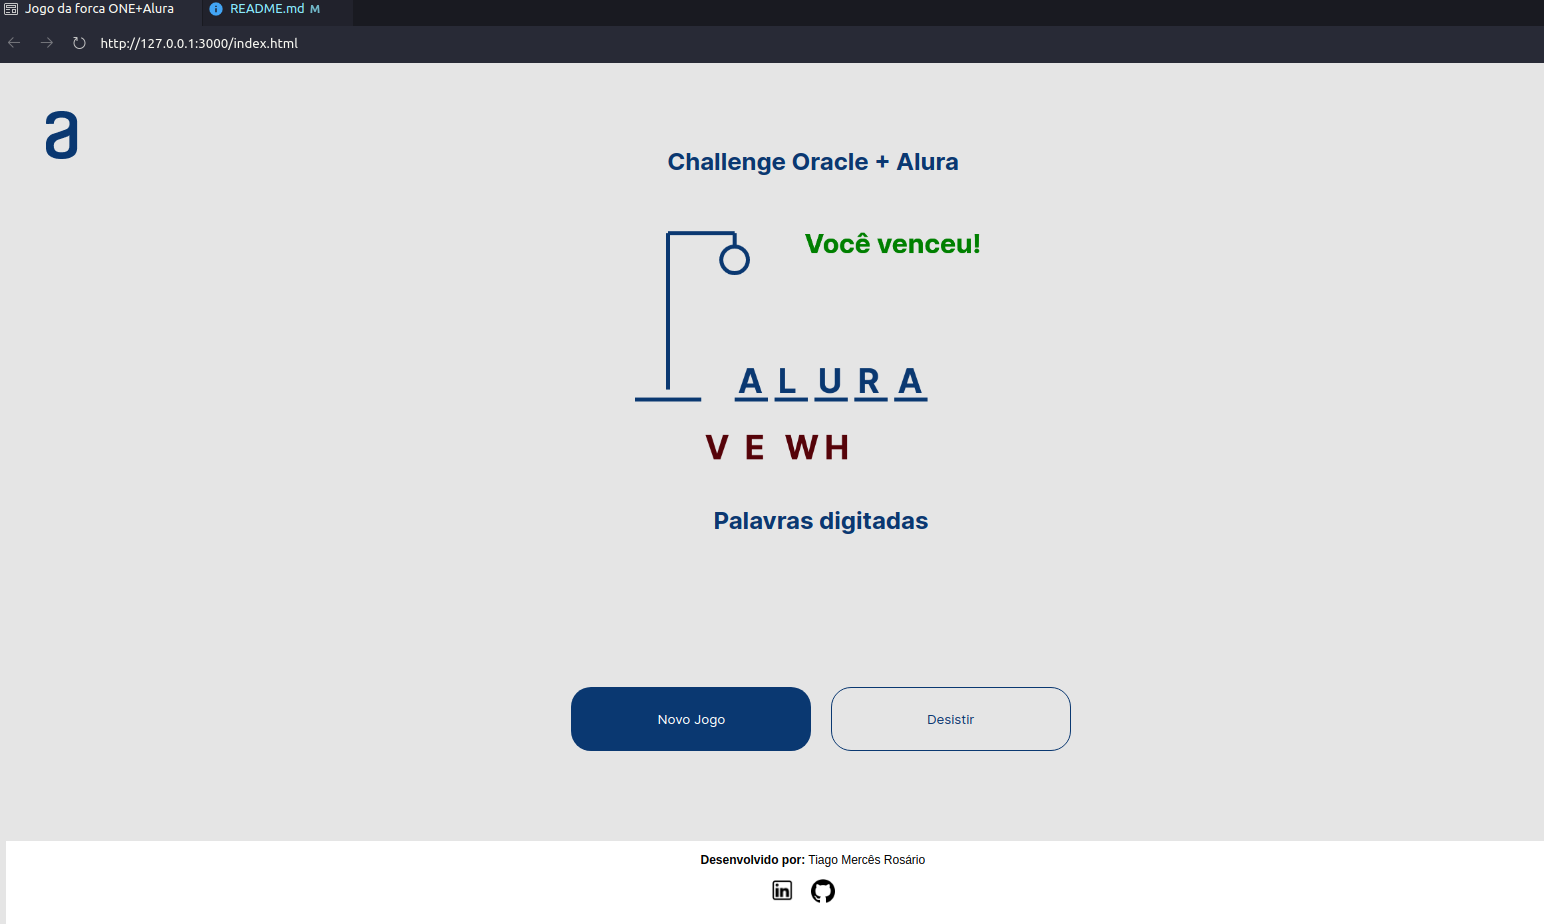 Jogo da forca ONE+Alura README.md M
http://127.0.0.1:3000/index.html
a
Challenge Oracle + Alura
Você venceu!
A L U R A
V E W H
Palavras digitadas
Novo Jogo Desistir
Desenvolvido por: Tiago Mercês Rosário
in